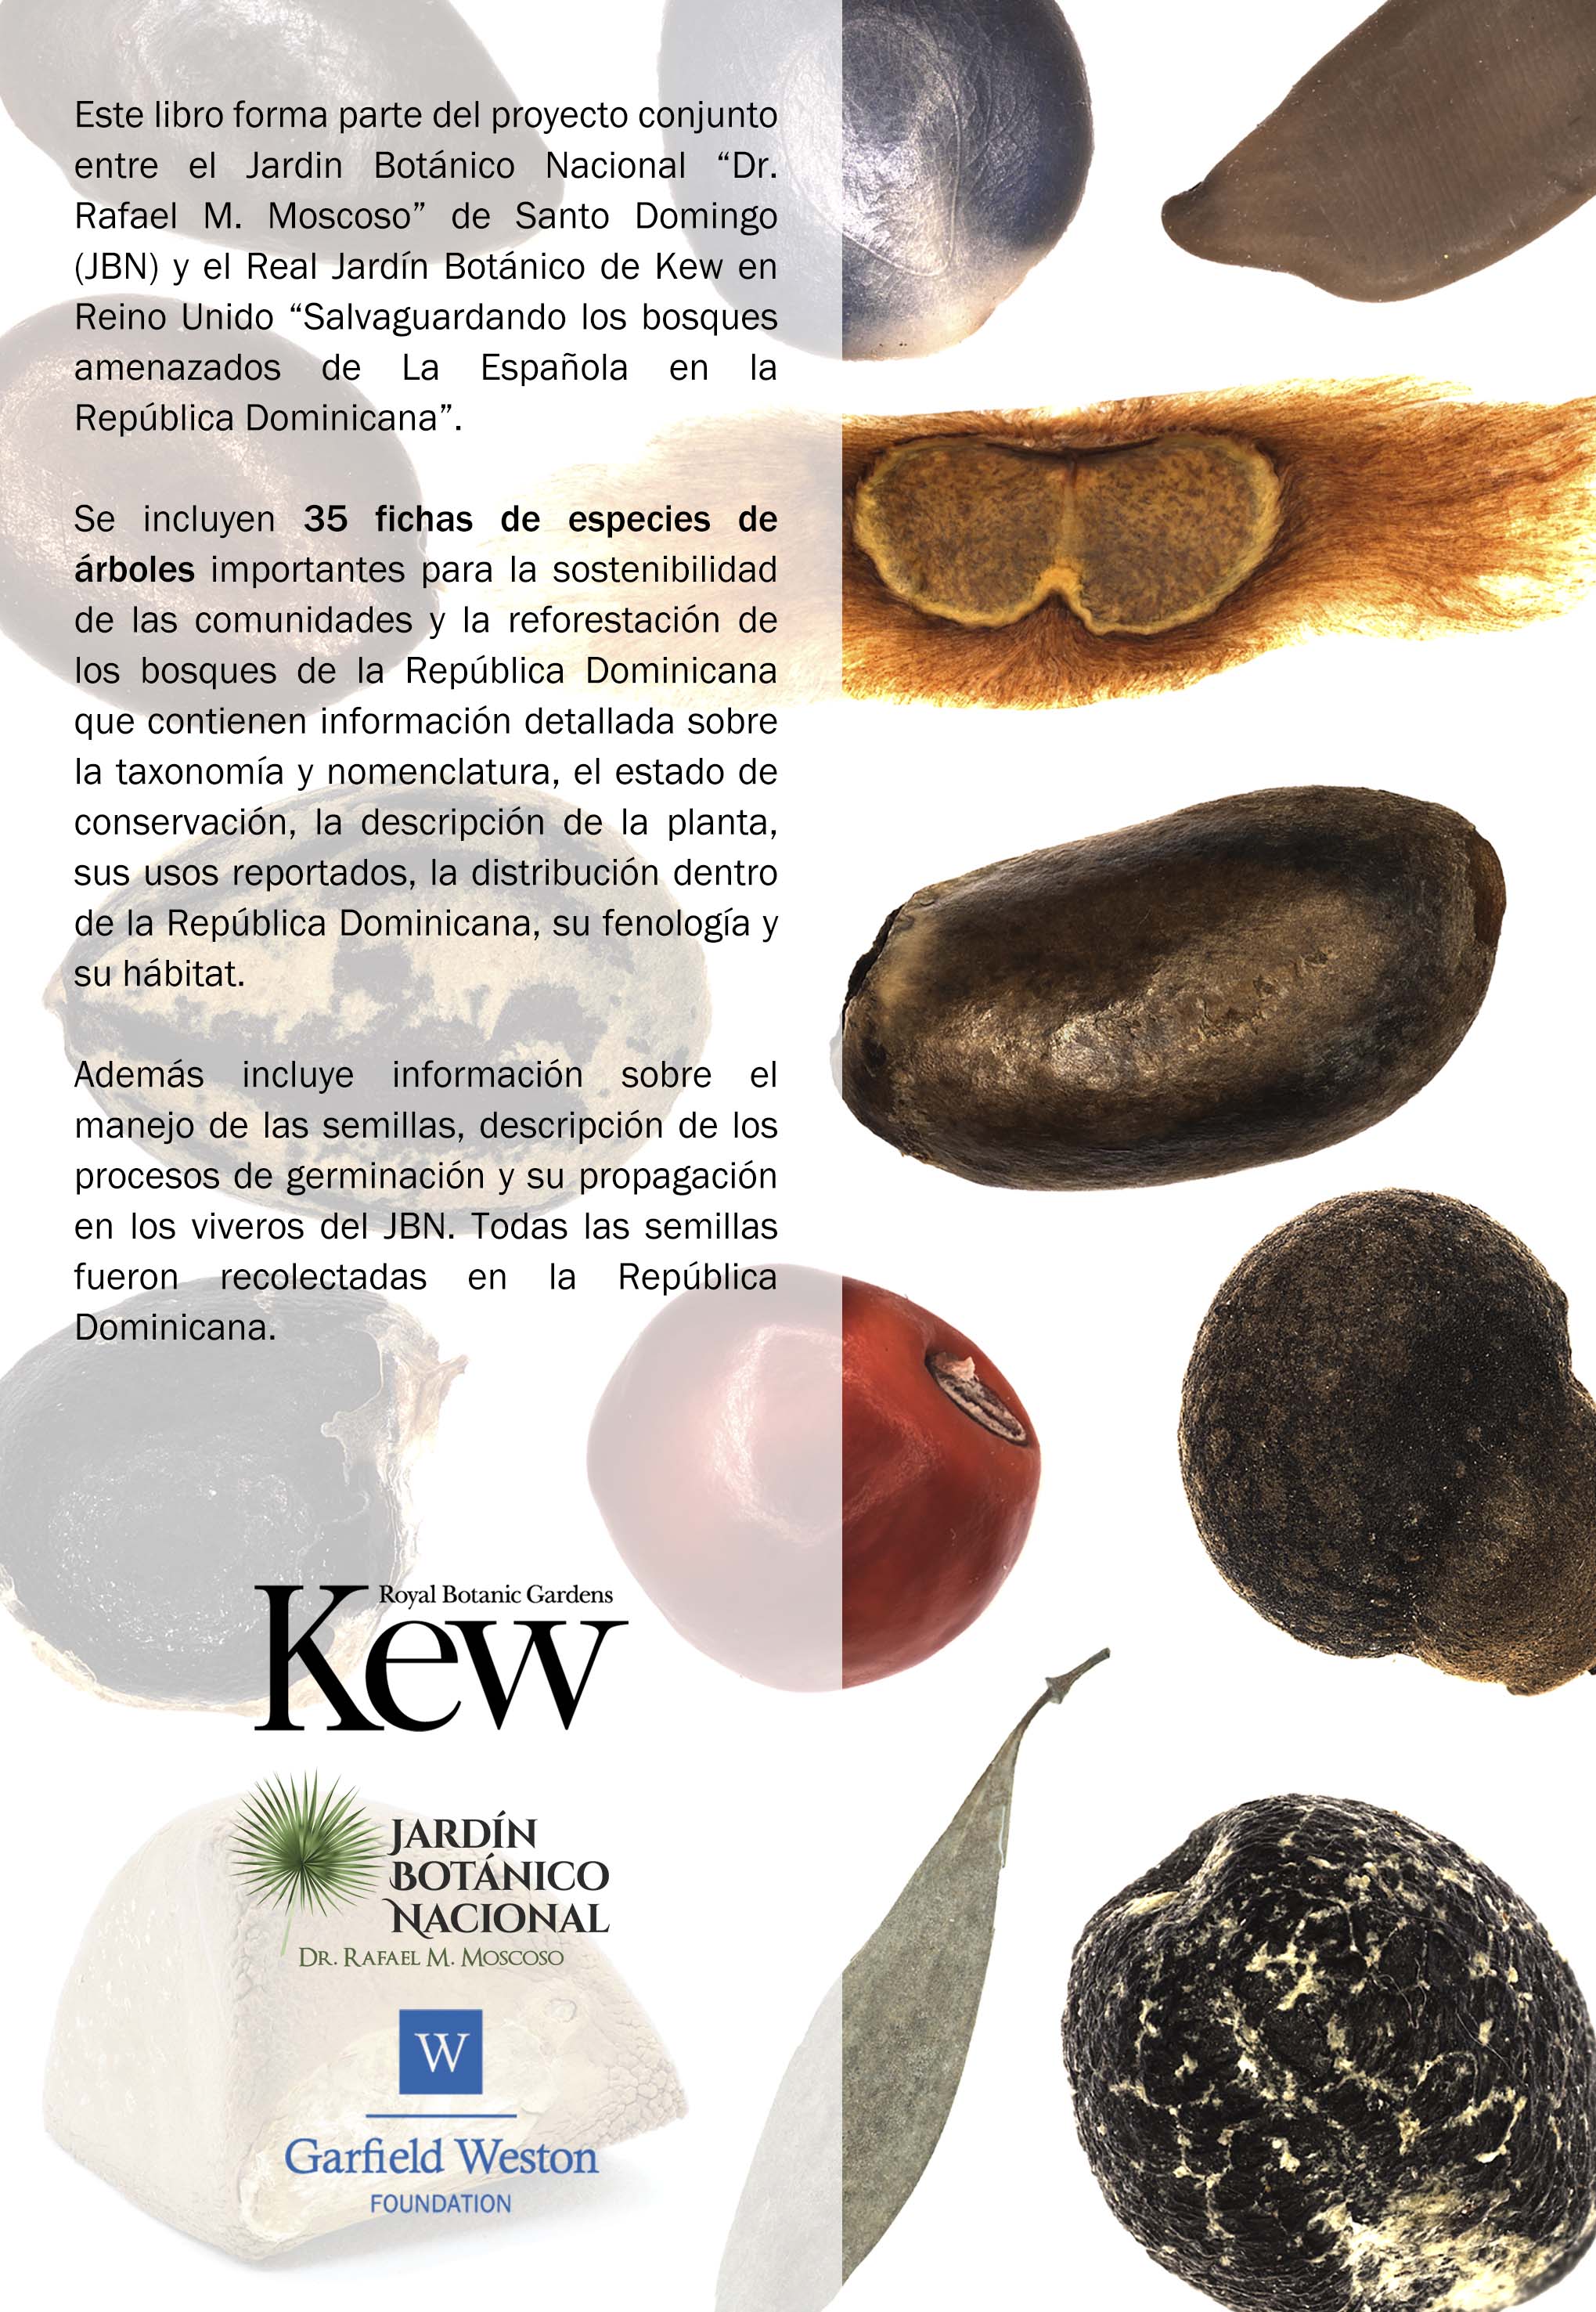 Este libro forma parte del proyecto conjunto
entre el Jardin Botánico Nacional “Dr.
Rafael M. Moscoso” de Santo Domingo
(JBN) y el Real Jardín Botánico de Kew en
Reino Unido “Salvaguardando los bosques
amenazados de La Española en la
República Dominicana”.
Se incluyen 35 fichas de especies de
árboles importantes para la sostenibilidad
de las comunidades y la reforestación de
los bosques de la República Dominicana
que contienen información detallada sobre
la taxonomía y nomenclatura, el estado de
conservación, la descripción de la planta,
sus usos reportados, la distribución dentro
de la República Dominicana, su fenología y
su hábitat.
Además incluye información sobre el
manejo de las semillas, descripción de los
procesos de germinación y su propagación
en los viveros del JBN. Todas las semillas
fueron recolectadas en la República
Dominicana.
Royal Botanic Gardens
Kew
JARDÍN
BOTÁNICO
NACIONAL
DR. RAFAEL M. MOSCOSO
W
Garfield Weston
FOUNDATION